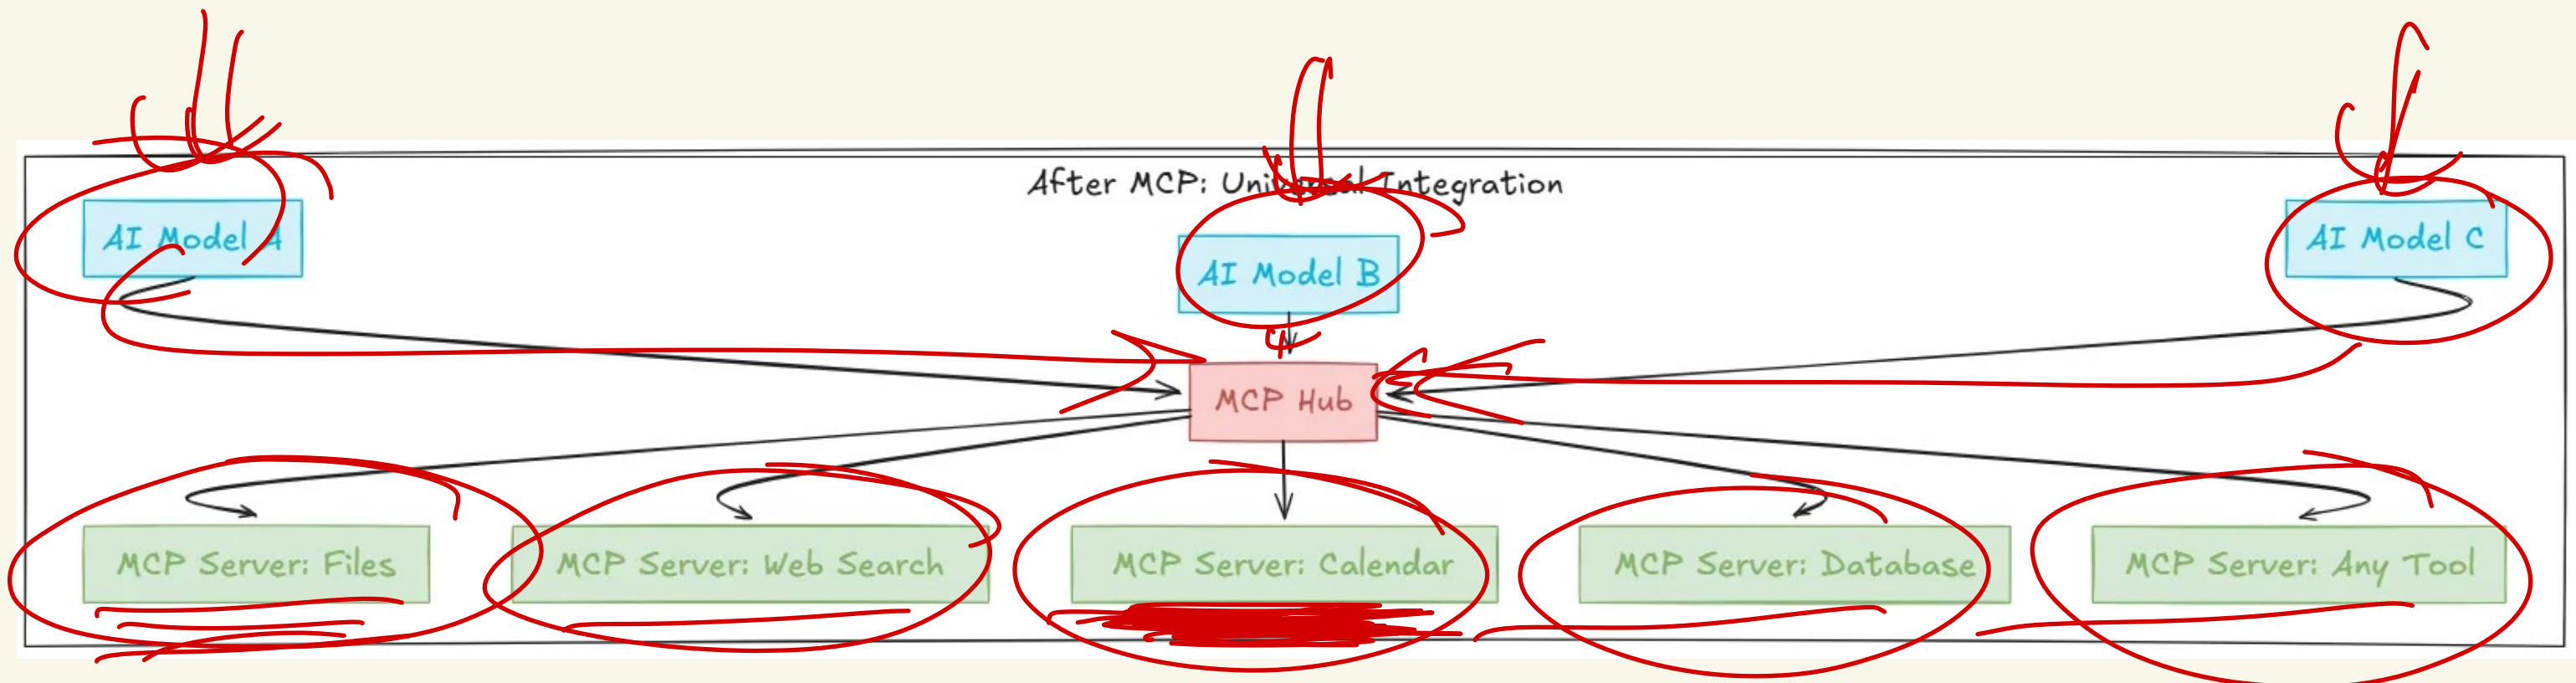 After MCP: Universal Integration
AI Model A
AI Model B
AI Model C
MCP Hub
MCP Server: Files
MCP Server: Web Search
MCP Server: Calendar
MCP Server: Database
MCP Server: Any Tool